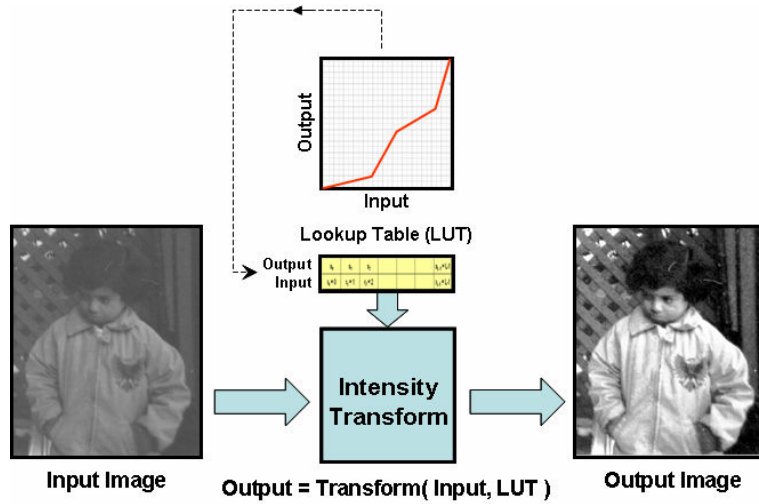 Output
Input
Lookup Table (LUT)
Output
Input
Intensity
Transform
Input Image
Output = Transform( Input, LUT )
Output Image